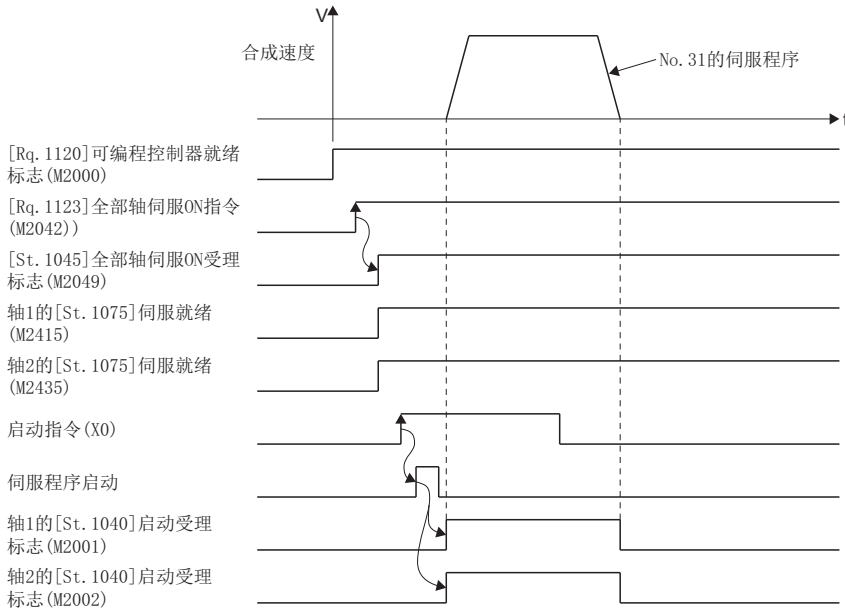 V
合成速度
No.31的伺服程序
t
[Rq.1120]可编程控制器就绪
标志(M2000)
[Rq.1123]全部轴伺服ON指令
(M2042))
[St.1045]全部轴伺服ON受理
标志(M2049)
轴1的[St.1075]伺服就绪
(M2415)
轴2的[St.1075]伺服就绪
(M2435)
启动指令(X0)
伺服程序启动
轴1的[St.1040]启动受理
标志(M2001)
轴2的[St.1040]启动受理
标志(M2002)